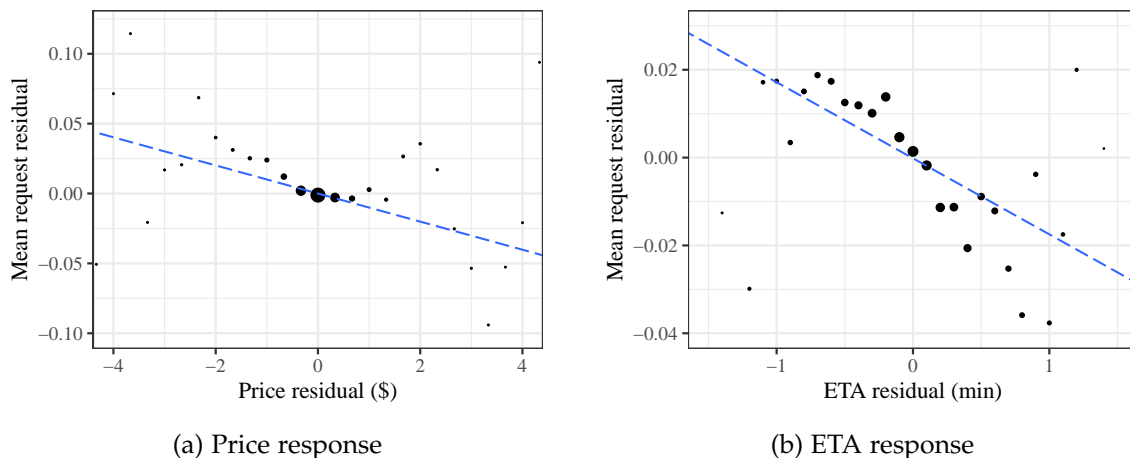 Mean request residual
0.10
0.05
0.00
−0.05
−0.10
−4
−2
0
2
4
Price residual ($)
(a) Price response
Mean request residual
0.02
0.00
−0.02
−0.04
−1
0
1
ETA residual (min)
(b) ETA response